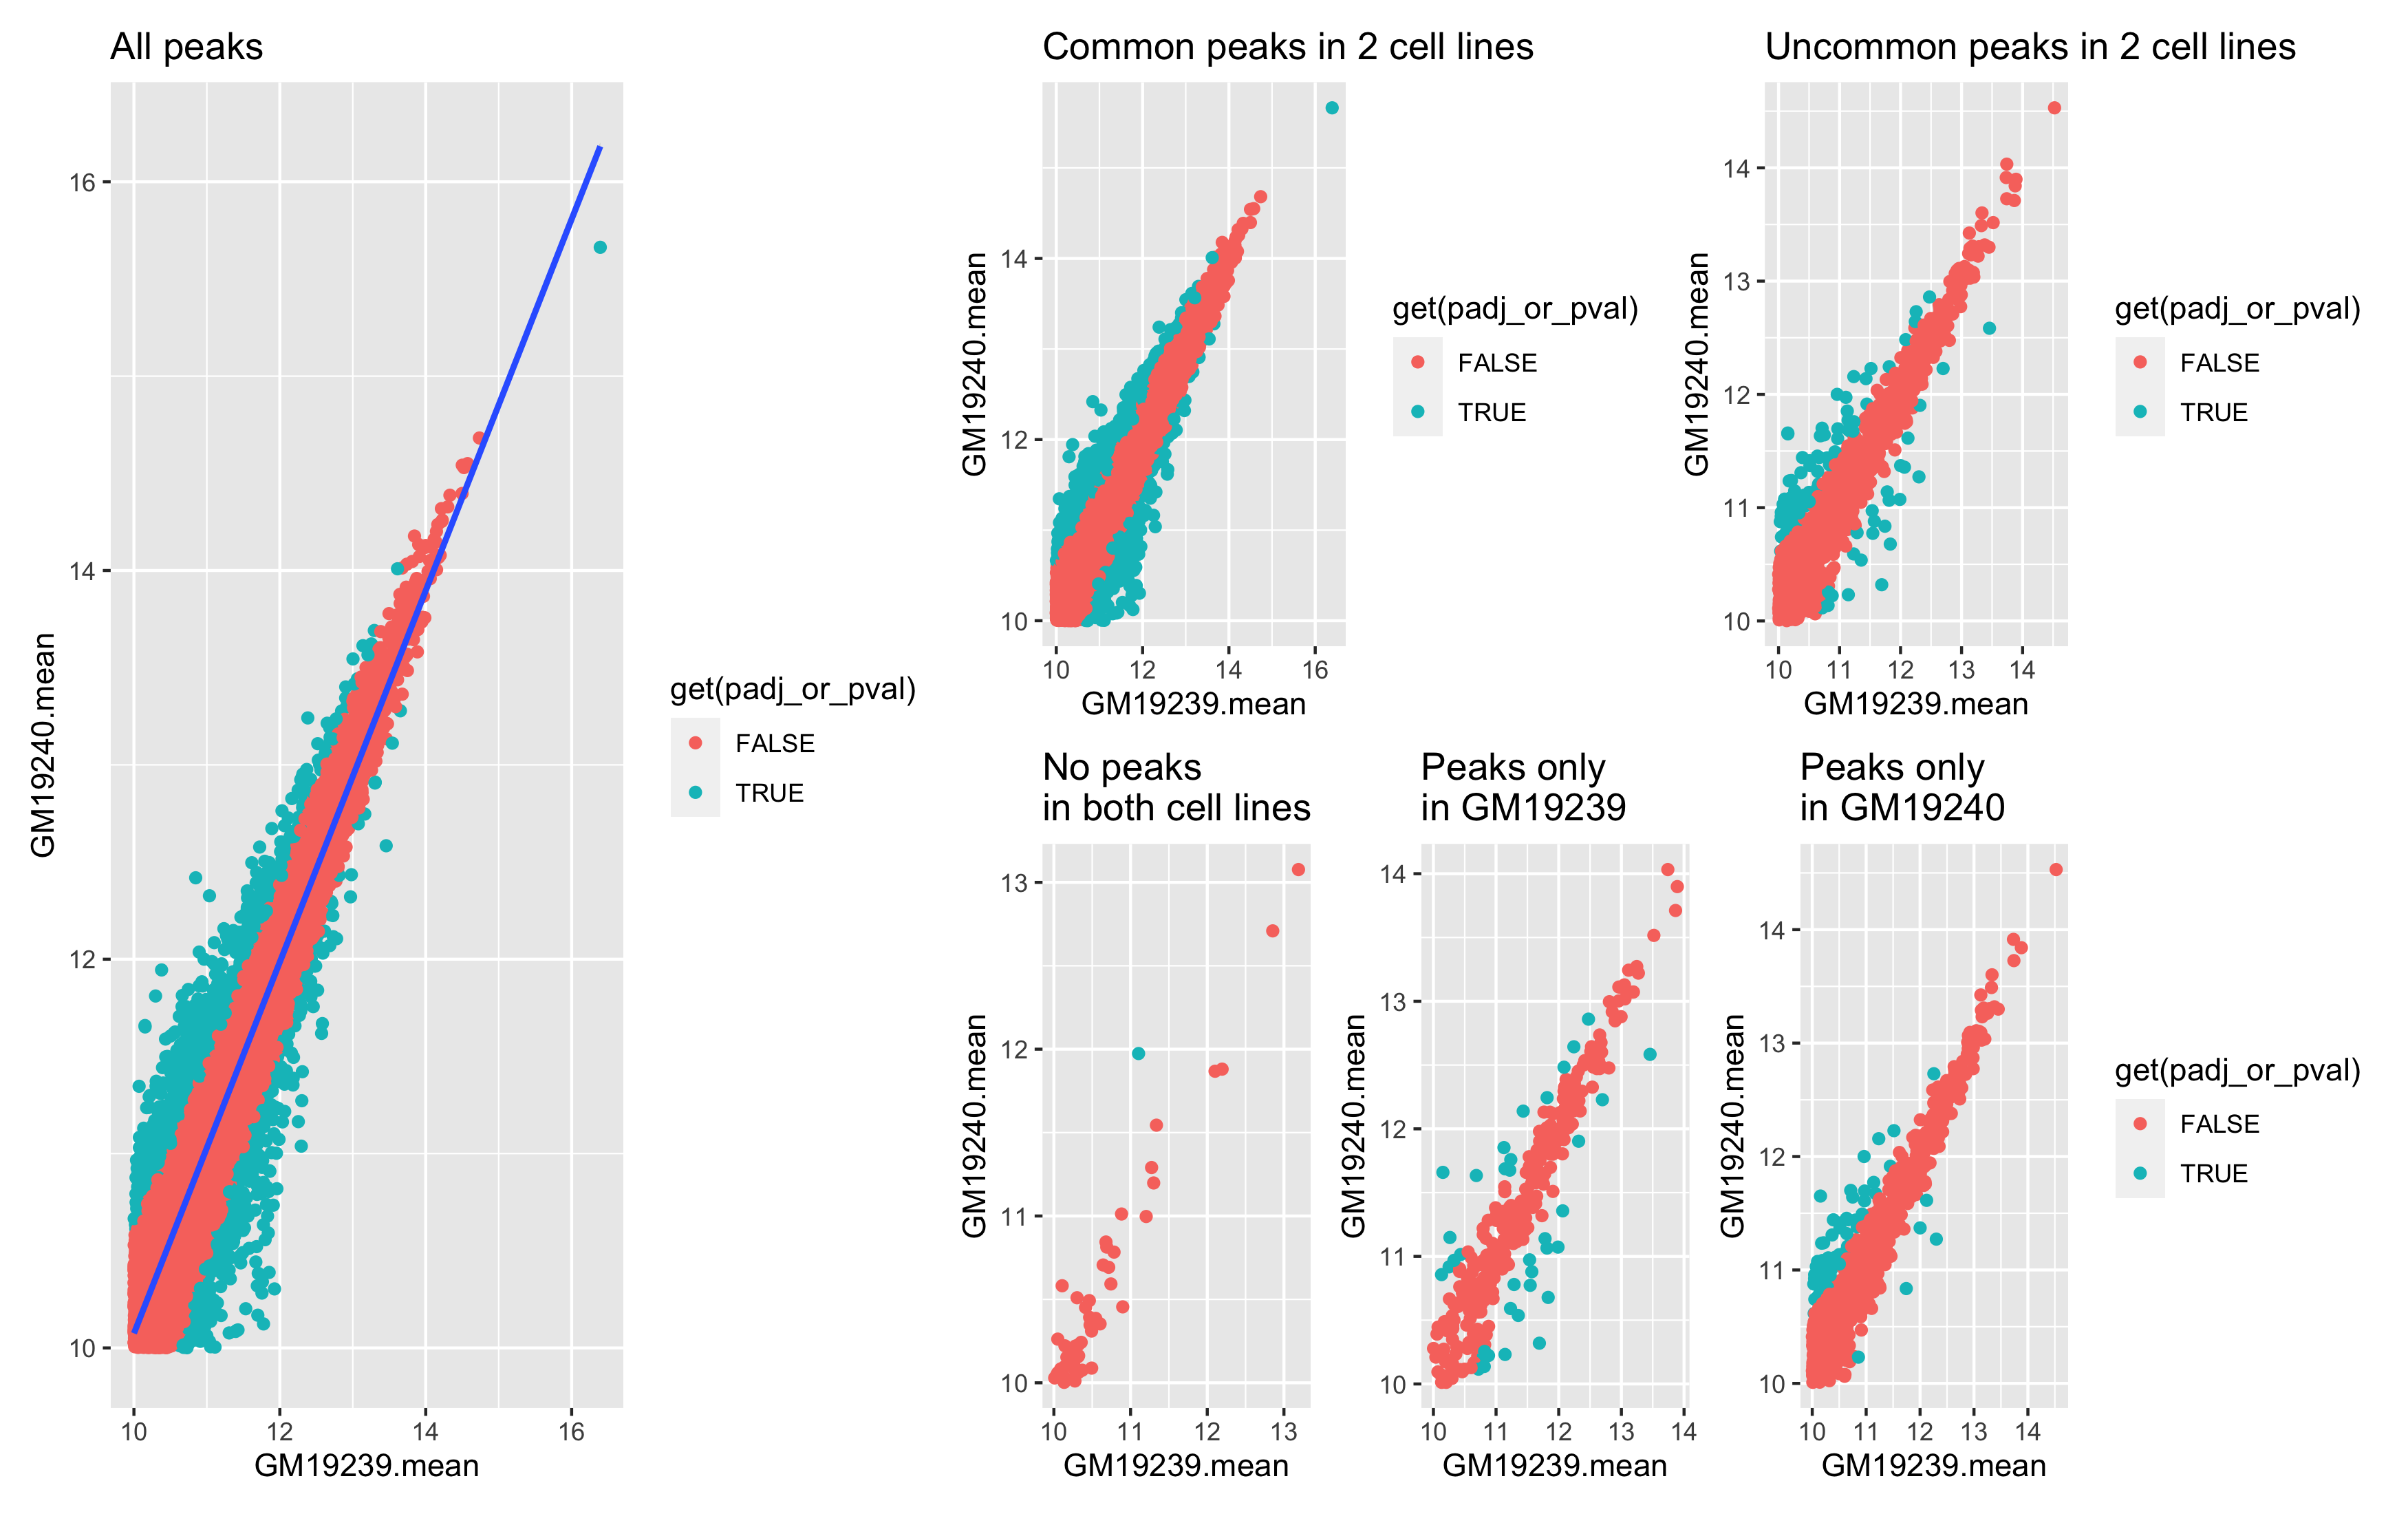 All peaks
16
14
12
10
10 12 14 16
GM19239.mean
GM19240.mean
get(padj_or_pval)
FALSE
TRUE
Common peaks in 2 cell lines
14
12
10
10 12 14 16
GM19239.mean
GM19240.mean
get(padj_or_pval)
FALSE
TRUE
Uncommon peaks in 2 cell lines
14
13
12
11
10
10 11 12 13 14
GM19239.mean
GM19240.mean
get(padj_or_pval)
FALSE
TRUE
No peaks
in both cell lines
13
12
11
10
10 11 12 13
GM19239.mean
GM19240.mean
Peaks only
in GM19239
14
13
12
11
10
10 11 12 13 14
GM19239.mean
GM19240.mean
Peaks only
in GM19240
14
13
12
11
10
10 11 12 13 14
GM19239.mean
GM19240.mean
get(padj_or_pval)
FALSE
TRUE